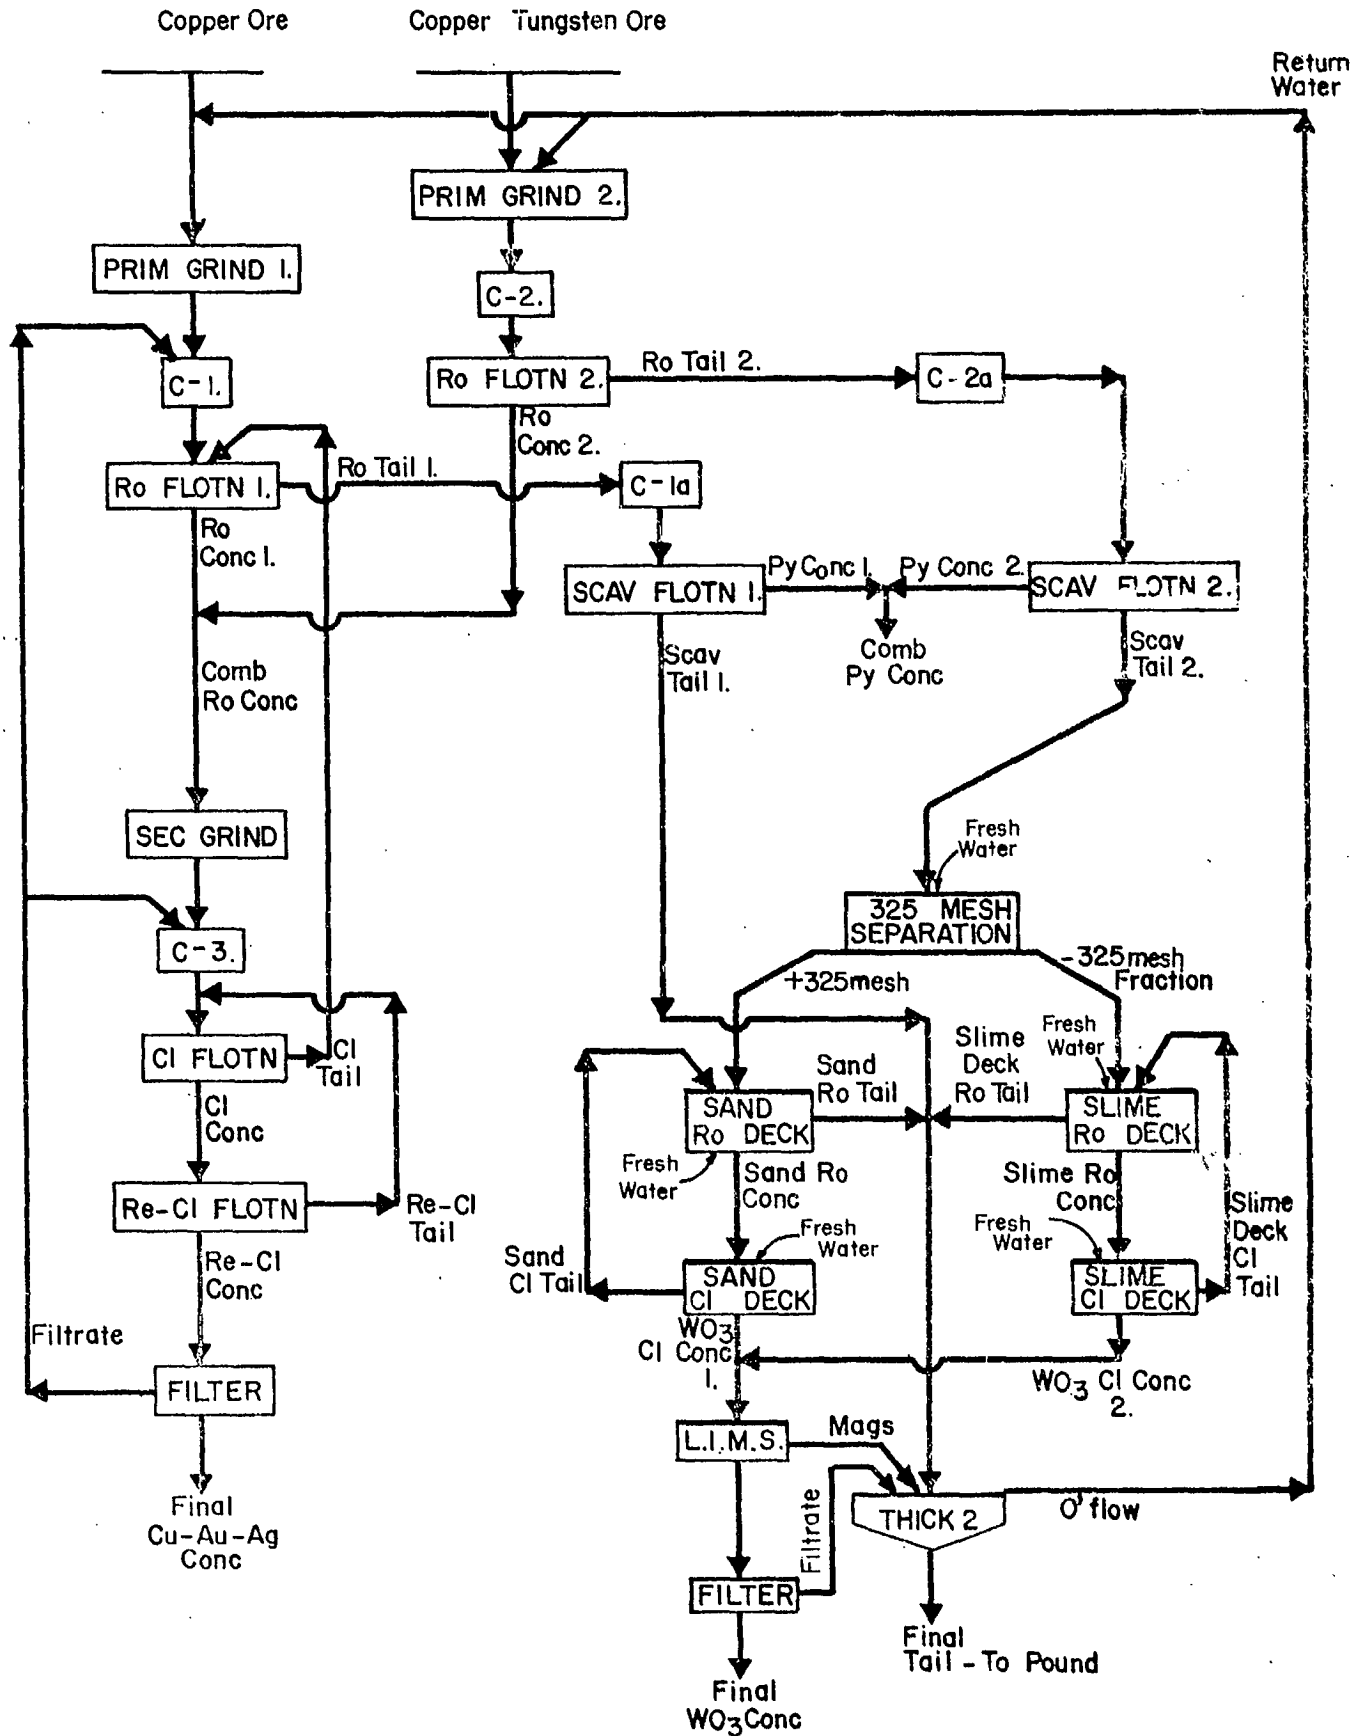 Copper Ore
Copper Tungsten Ore
Return
Water
PRIM GRIND 2.
PRIM GRIND 1.
C-2.
C-1.
Ro FLOTN 2.
Ro Tail 2.
C-2a
Ro
Conc 2.
Ro FLOTN 1.
Ro Tail 1.
C-1a
Ro
Conc 1.
SCAV FLOTN 1.
Py Conc 1.
Py Conc 2.
SCAV FLOTN 2.
Comb
Py Conc
Scav
Tail 1.
Scav
Tail 2.
Comb
Ro Conc
SEC GRIND
Fresh
Water
325 MESH
SEPARATION
C-3.
+325mesh
-325mesh
Fraction
Cl FLOTN
Cl
Tail
Sand
Ro Tail
Slime
Deck
Ro Tail
Fresh
Water
SAND
Ro DECK
SLIME
Ro DECK
Cl
Conc
Fresh
Water
Sand Ro
Conc
Slime Ro
Conc
Re-Cl FLOTN
Re-Cl
Tail
Slime
Deck
Cl
Tail
Fresh
Water
Fresh
Water
Re-Cl
Conc
Sand
Cl Tail
SAND
Cl DECK
SLIME
Cl DECK
Filtrate
WO3
Cl Conc
1.
WO3 Cl Conc
2.
FILTER
L.I.M.S.
Mags
Final
Cu-Au-Ag
Conc
Filtrate
THICK 2
O'flow
FILTER
Final
Tail - To Pound
Final
WO3 Conc